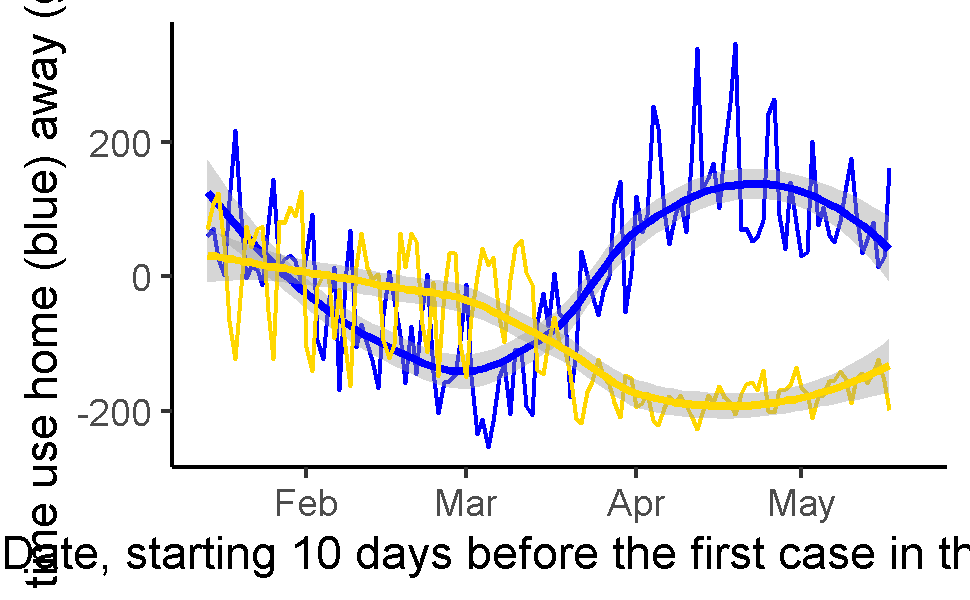 time use home (blue) away (
200
0
-200
Feb Mar Apr May
Date, starting 10 days before the first case in th